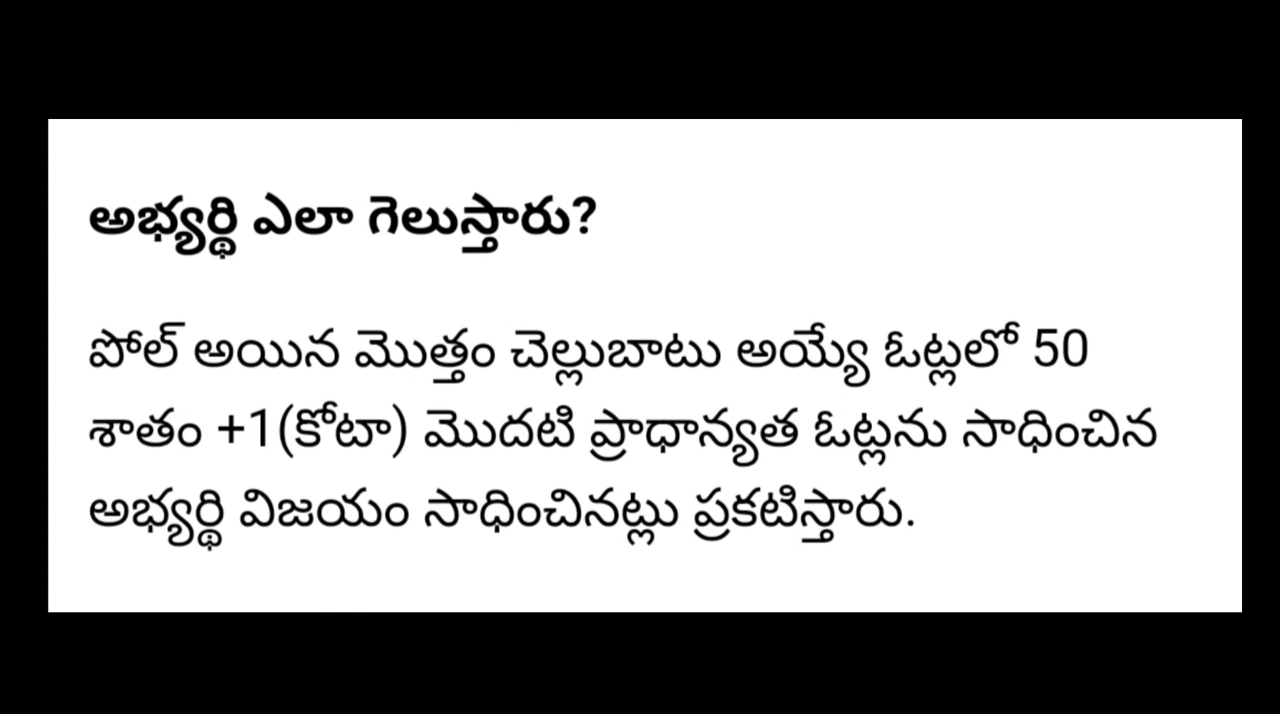 అభ్యర్థి ఎలా గెలుస్తారు?
పోల్ అయిన మొత్తం చెల్లుబాటు అయ్యే ఓట్లలో 50
శాతం +1(కోటా) మొదటి ప్రాధాన్యత ఓట్లను సాధించిన
అభ్యర్థి విజయం సాధించినట్లు ప్రకటిస్తారు.